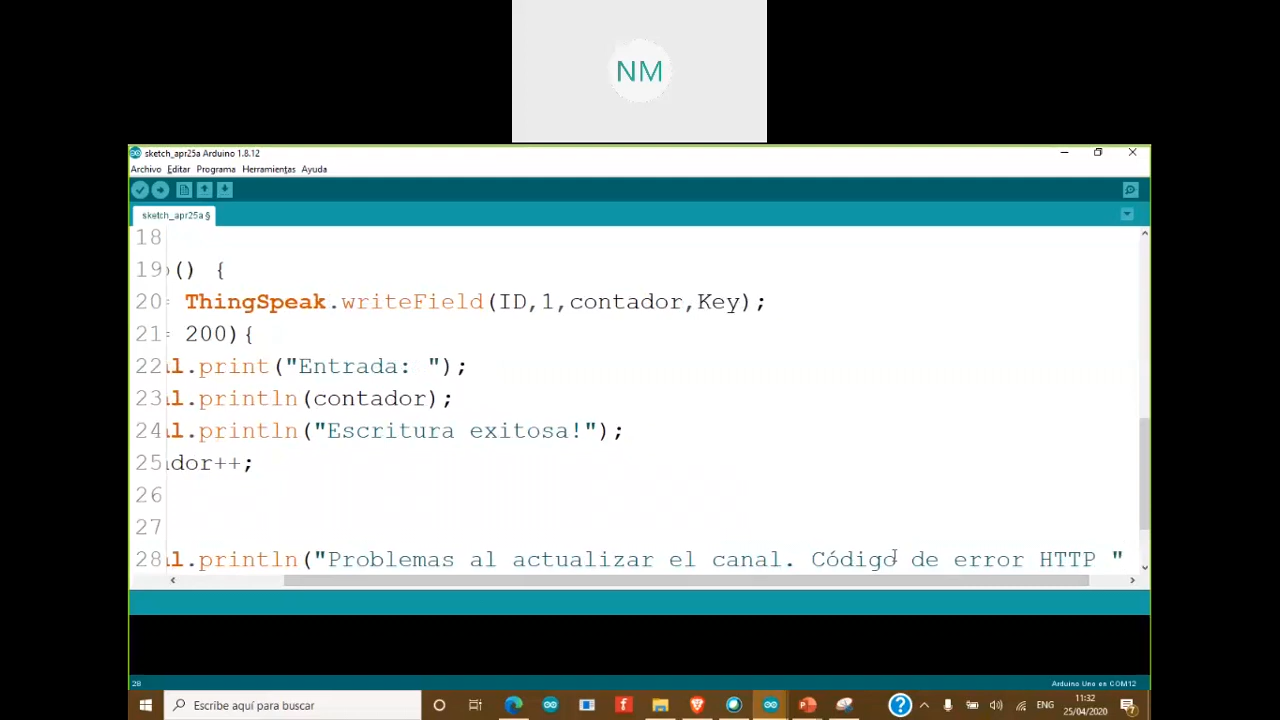 NM
sketch_apr25a Arduino 1.8.12
Archivo Editar Programa Herramientas Ayuda
sketch_apr25a §
18
19 () {
20 = ThingSpeak.writeField(ID,1,contador,Key);
21 = 200){
22 l.print("Entrada: ");
23 l.println(contador);
24 l.println("Escritura exitosa!");
25 dor++;
26
27
28 l.println("Problemas al actualizar el canal. Código de error HTTP "
28
Arduino Uno en COM12
Escribe aquí para buscar
ENG
11:32
25/04/2020